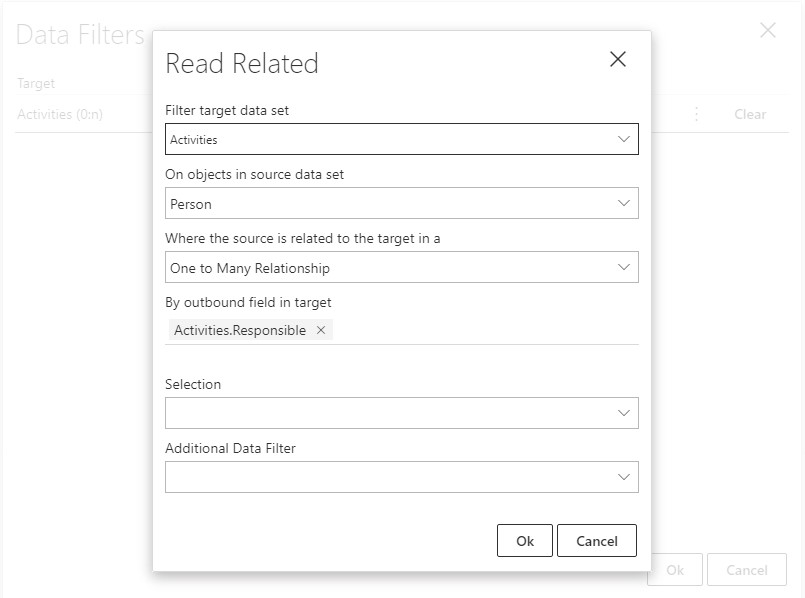 Data Filters
Target
Activities (0:n)
Clear
Read Related
Filter target data set
Activities
On objects in source data set
Person
Where the source is related to the target in a
One to Many Relationship
By outbound field in target
Activities.Responsible
Selection
Additional Data Filter
Ok Cancel
Ok Cancel